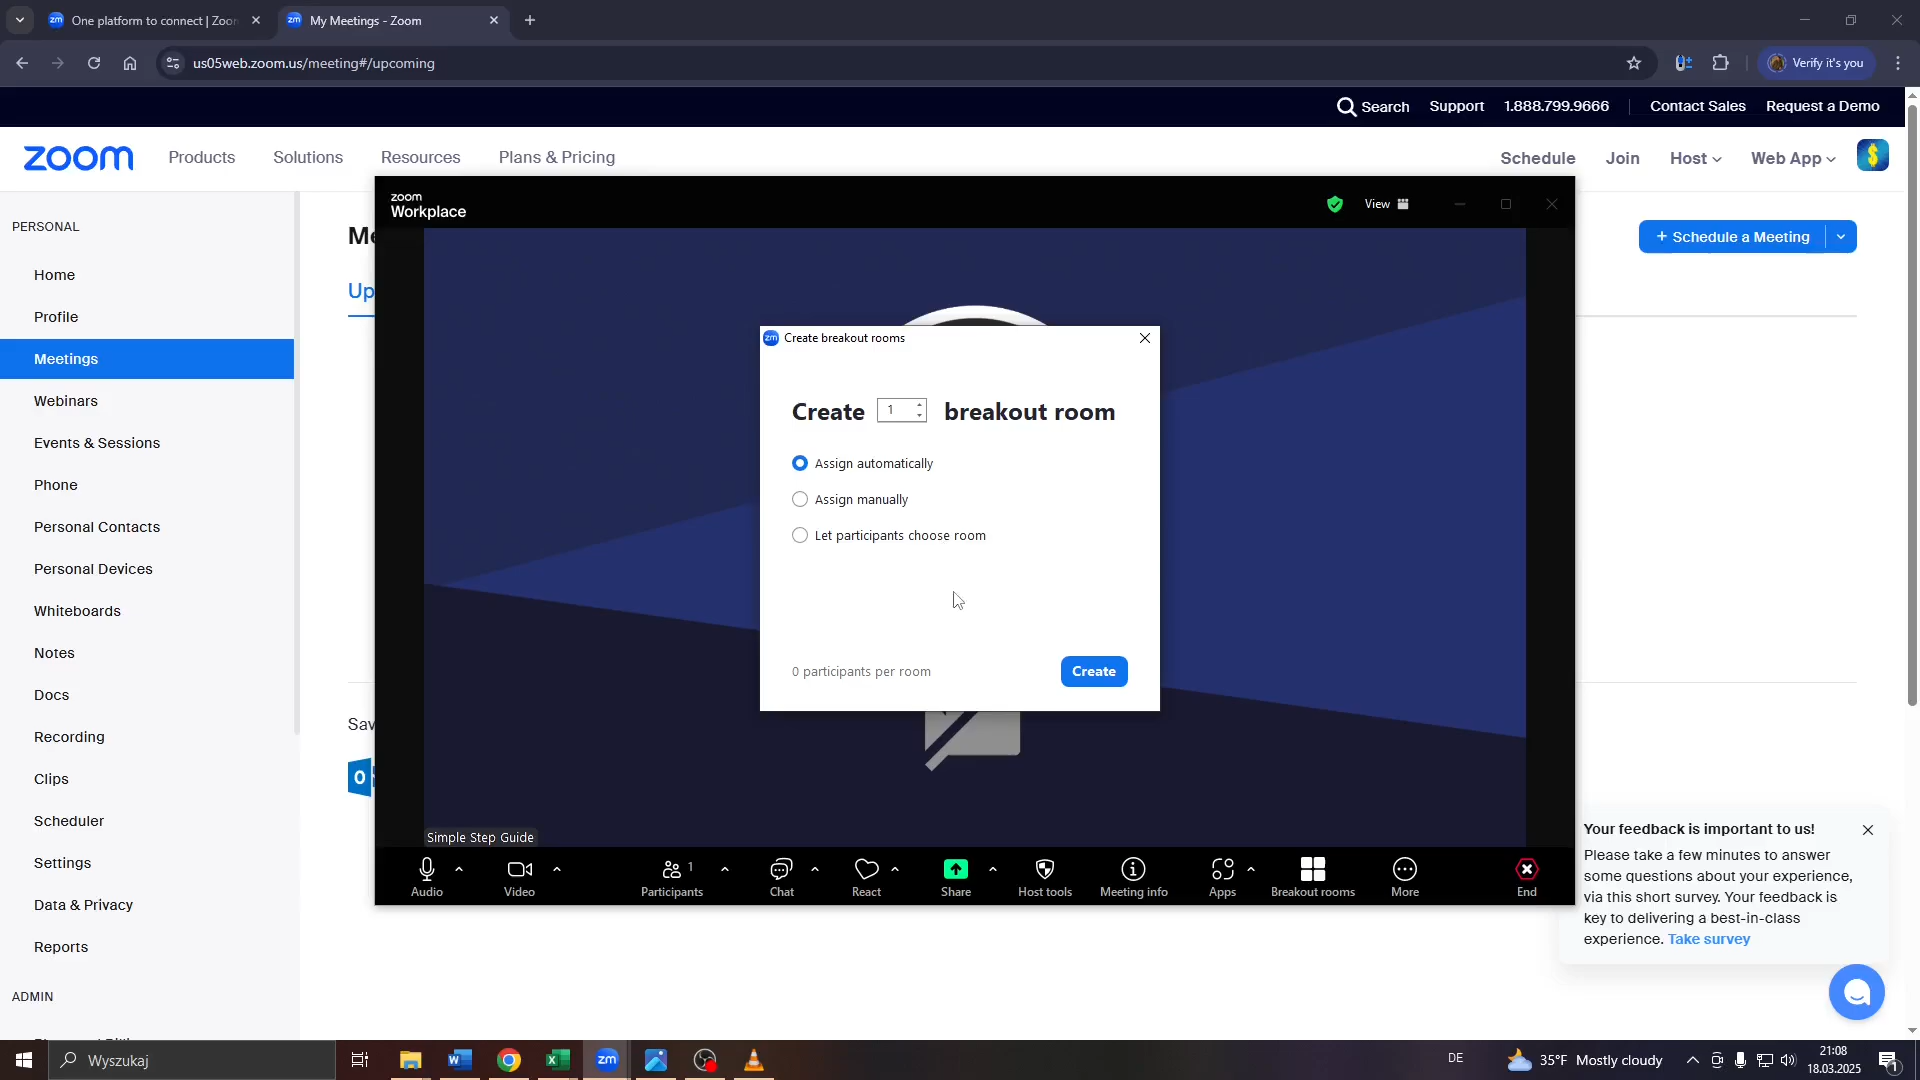 One platform to connect | Zoo
My Meetings - Zoom
us05web.zoom.us/meeting#/upcoming
Verify it's you
Search
Support
1.888.799.9666
Contact Sales
Request a Demo
zoom
Products
Solutions
Resources
Plans & Pricing
Schedule
Join
Host
Web App
PERSONAL
Home
Profile
Meetings
Webinars
Events & Sessions
Phone
Personal Contacts
Personal Devices
Whiteboards
Notes
Docs
Recording
Clips
Scheduler
Settings
Data & Privacy
Reports
ADMIN
Me
+ Schedule a Meeting
Up
Sav
zoom
Workplace
View
Create breakout rooms
Create 1 breakout room
Assign automatically
Assign manually
Let participants choose room
0 participants per room
Create
Simple Step Guide
Audio
Video
1
Participants
Chat
React
Share
Host tools
Meeting info
Apps
Breakout rooms
More
End
Your feedback is important to us!
Please take a few minutes to answer
some questions about your experience,
via this short survey. Your feedback is
key to delivering a best-in-class
experience. Take survey
Wyszukaj
DE
35°F Mostly cloudy
21:08
18.03.2025
1